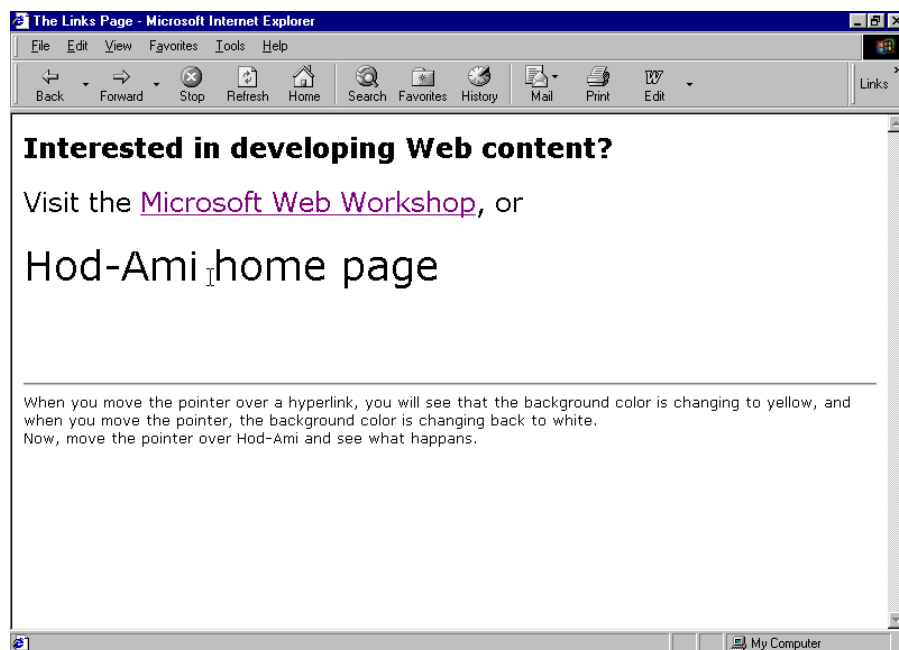 The Links Page - Microsoft Internet Explorer
File Edit View Favorites Tools Help
Back Forward Stop Refresh Home Search Favorites History Mail Print Edit Links
Interested in developing Web content?
Visit the Microsoft Web Workshop, or
Hod-Ami home page
When you move the pointer over a hyperlink, you will see that the background color is changing to yellow, and
when you move the pointer, the background color is changing back to white.
Now, move the pointer over Hod-Ami and see what happans.
My Computer